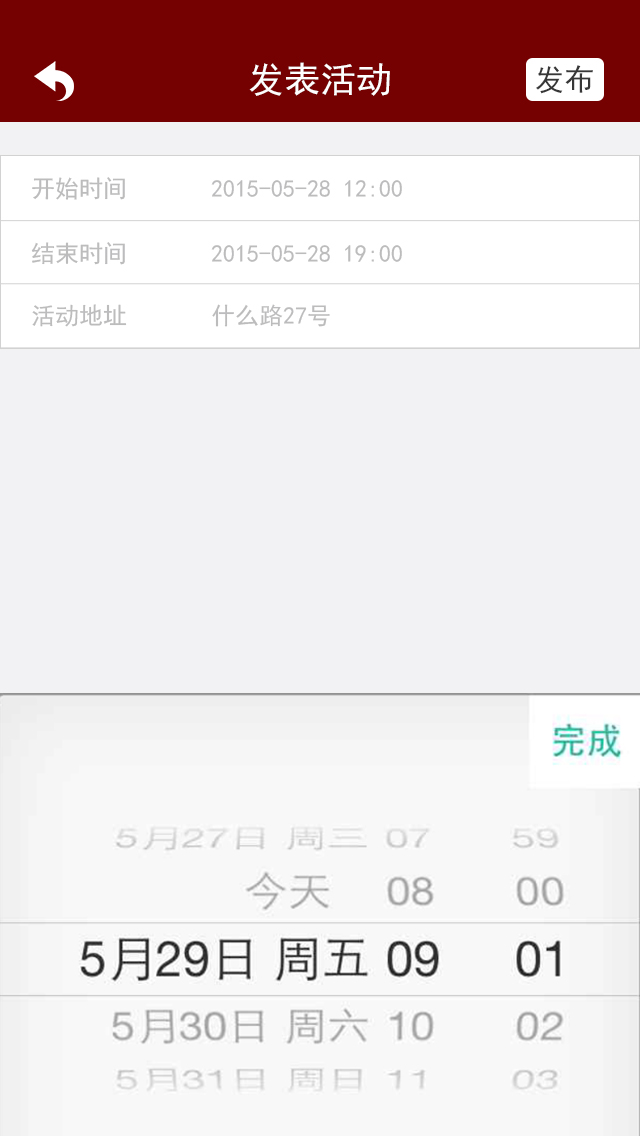 发表活动 发布
开始时间 2015-05-28 12:00
结束时间 2015-05-28 19:00
活动地址 什么路27号
完成
5月27日 周三 07 59
今天 08 00
5月29日 周五 09 01
5月30日 周六 10 02
5月31日 周日 11 03